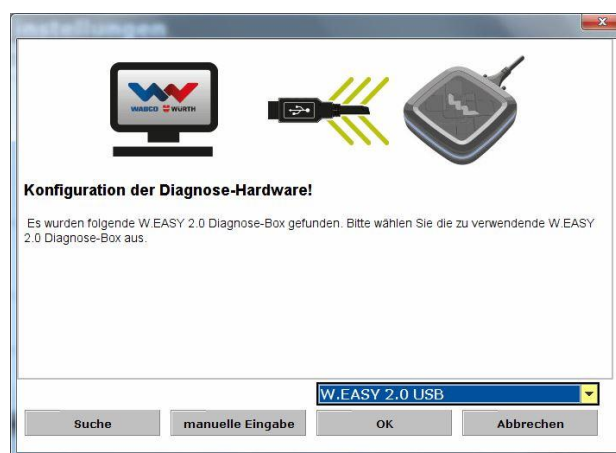 instellungen
WABCO WÜRTH
Konfiguration der Diagnose-Hardware!
Es wurden folgende W.EASY 2.0 Diagnose-Box gefunden. Bitte wählen Sie die zu verwendende W.EASY
2.0 Diagnose-Box aus.
W.EASY 2.0 USB
Suche manuelle Eingabe OK Abbrechen